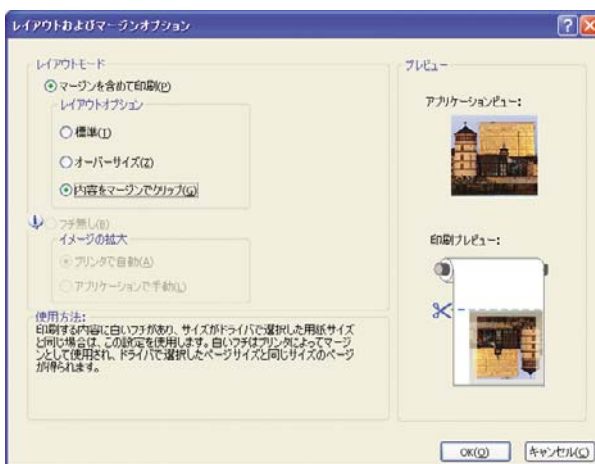 レイアウトおよびマージンオプション
レイアウトモード
マージンを含めて印刷(P)
レイアウトオプション
標準(T)
オーバーサイズ(Z)
内容をマージンでクリップ(G)
フチ無し(B)
イメージの拡大
プリンタで自動(A)
アプリケーションで手動(L)
使用方法:
印刷する内容に白いフチがあり、サイズがドライバで選択した用紙サイズ
と同じ場合は、この設定を使用します。白いフチはプリンタによってマージ
ンとして使用され、ドライバで選択したページサイズと同じサイズのページ
が得られます。
プレビュー
アプリケーションビュー:
印刷プレビュー:
OK(O)
キャンセル(C)